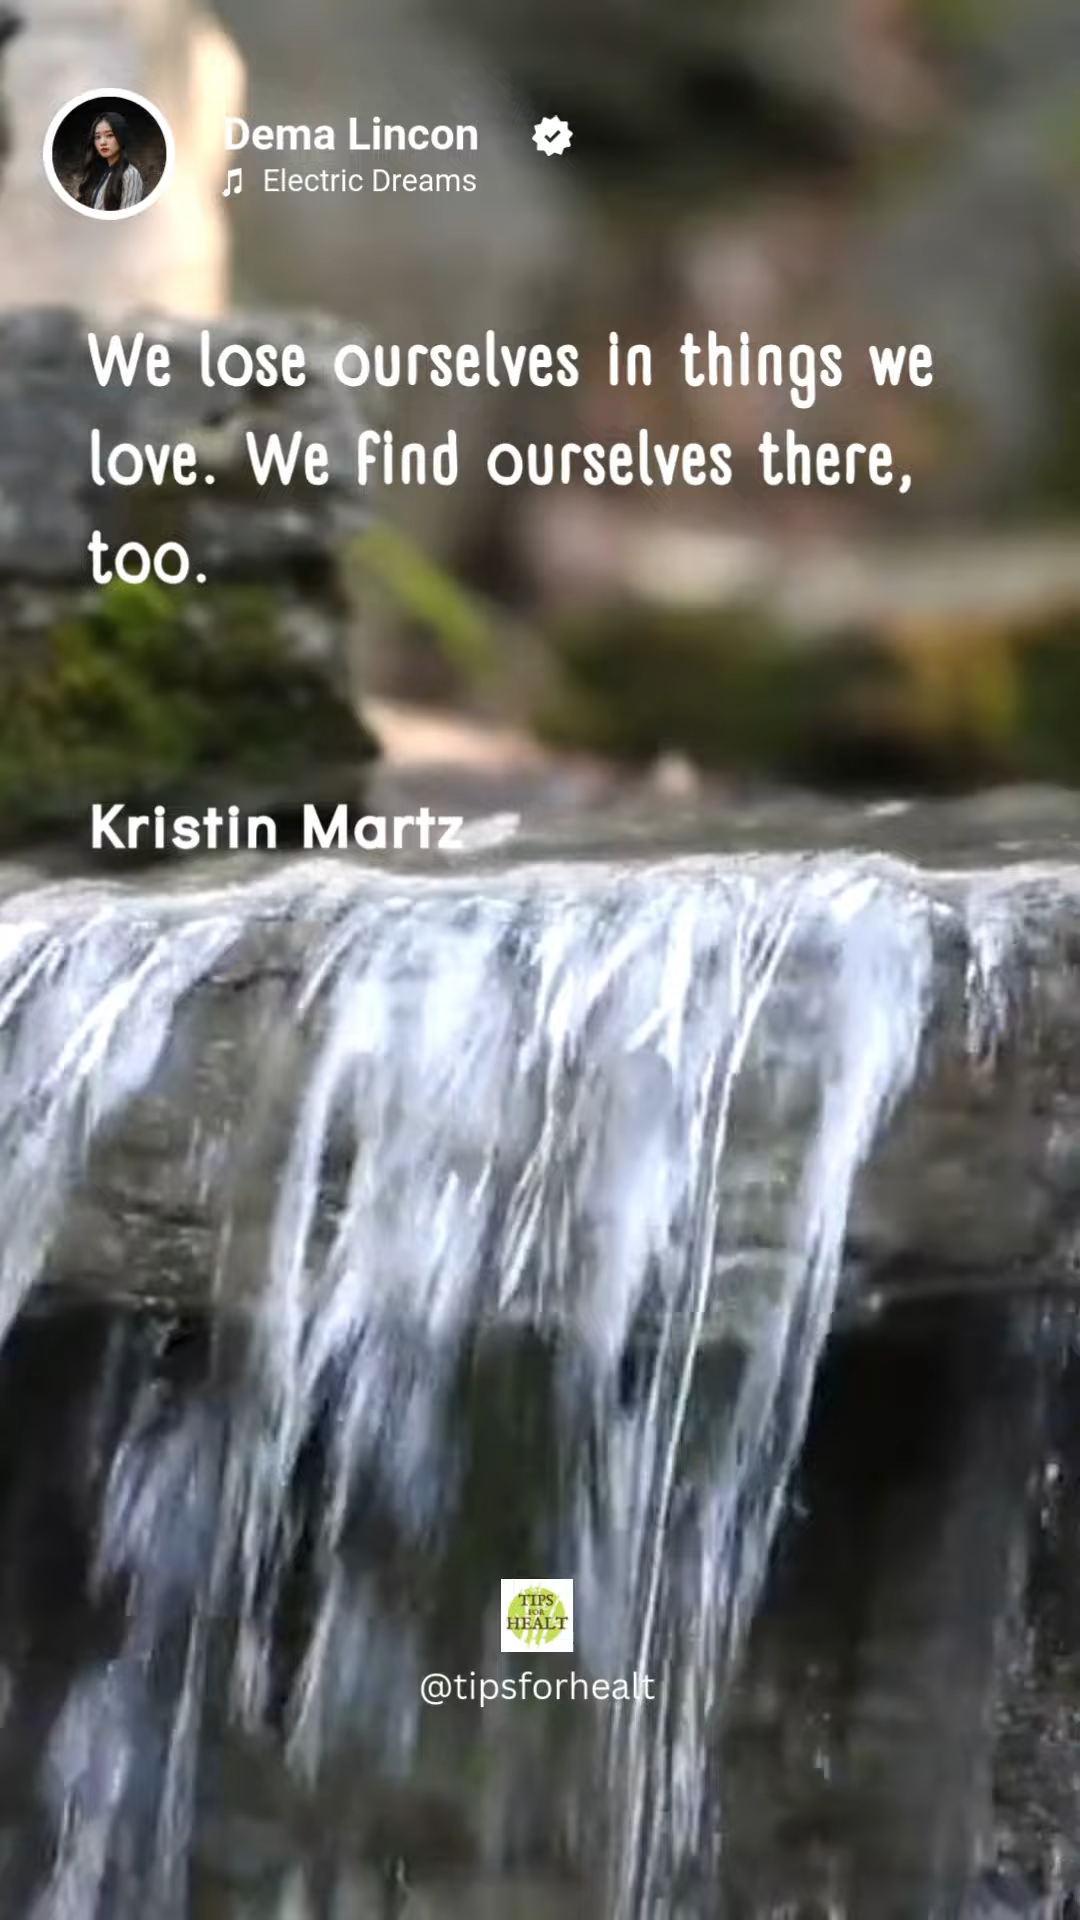 Dema Lincon
Electric Dreams
We lose ourselves in things we
love. We find ourselves there,
too.
Kristin Martz
TIPS
FOR
HEALT
@tipsforhealt